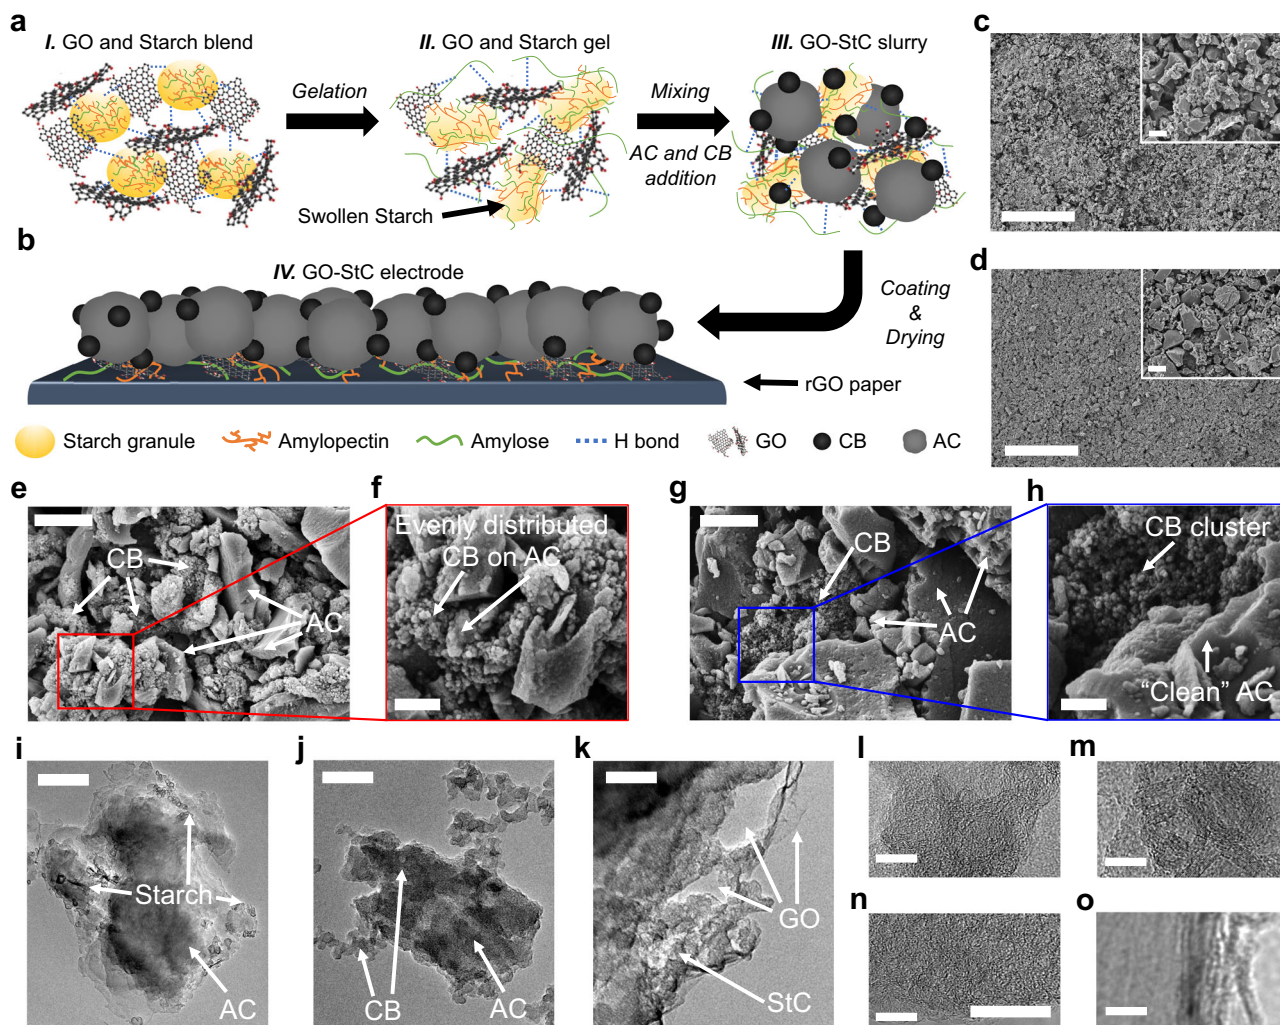 a
I. GO and Starch blend
II. GO and Starch gel
III. GO-StC slurry
Gelation
Mixing
AC and CB
addition
Swollen Starch
b
IV. GO-StC electrode
Coating
&
Drying
rGO paper
Starch granule
Amylopectin
Amylose
H bond
GO
CB
AC
c
d
e
CB
AC
f
Evenly distributed
CB on AC
g
CB
AC
h
CB cluster
“Clean” AC
i
Starch
AC
j
CB
AC
k
GO
StC
l
m
n
o